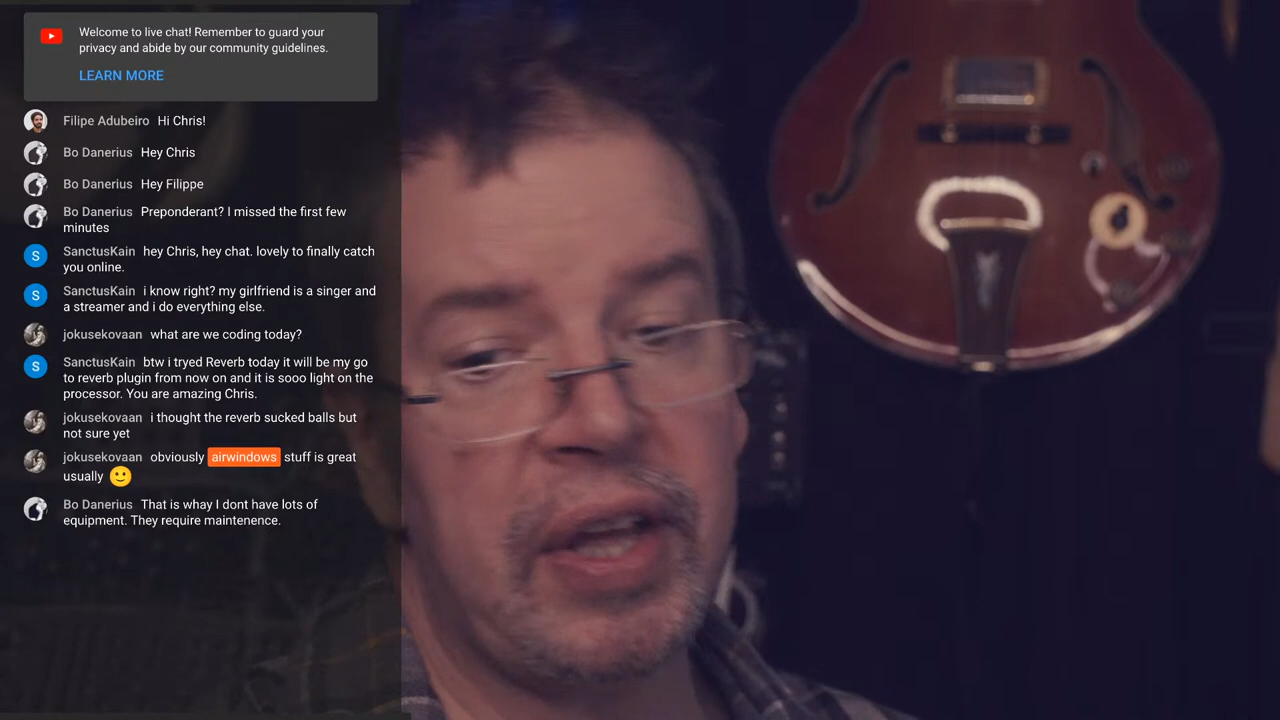 Welcome to live chat! Remember to guard your
privacy and abide by our community guidelines.
LEARN MORE
Filipe Adubeiro Hi Chris!
Bo Danerius Hey Chris
Bo Danerius Hey Filippe
Bo Danerius Preponderant? I missed the first few
minutes
S SanctusKain hey Chris, hey chat. lovely to finally catch
you online.
S SanctusKain i know right? my girlfriend is a singer and
a streamer and i do everything else.
jokusekovaan what are we coding today?
S SanctusKain btw i tryed Reverb today it will be my go
to reverb plugin from now on and it is sooo light on the
processor. You are amazing Chris.
jokusekovaan i thought the reverb sucked balls but
not sure yet
jokusekovaan obviously airwindows stuff is great
usually 🙂
Bo Danerius That is whay I dont have lots of
equipment. They require maintenence.